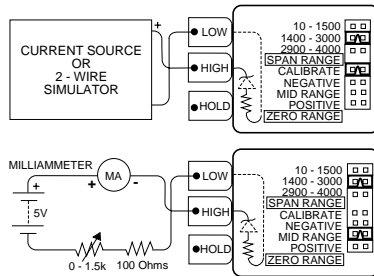 CURRENT SOURCE
OR
2 - WIRE
SIMULATOR
+
-
LOW
HIGH
HOLD
10 - 1500
1400 - 3000
2900 - 4000
SPAN RANGE
CALIBRATE
NEGATIVE
MID RANGE
POSITIVE
ZERO RANGE
MILLIAMMETER
+
MA
+
-
5V
-
0 - 1.5k
100 Ohms
LOW
HIGH
HOLD
10 - 1500
1400 - 3000
2900 - 4000
SPAN RANGE
CALIBRATE
NEGATIVE
MID RANGE
POSITIVE
ZERO RANGE